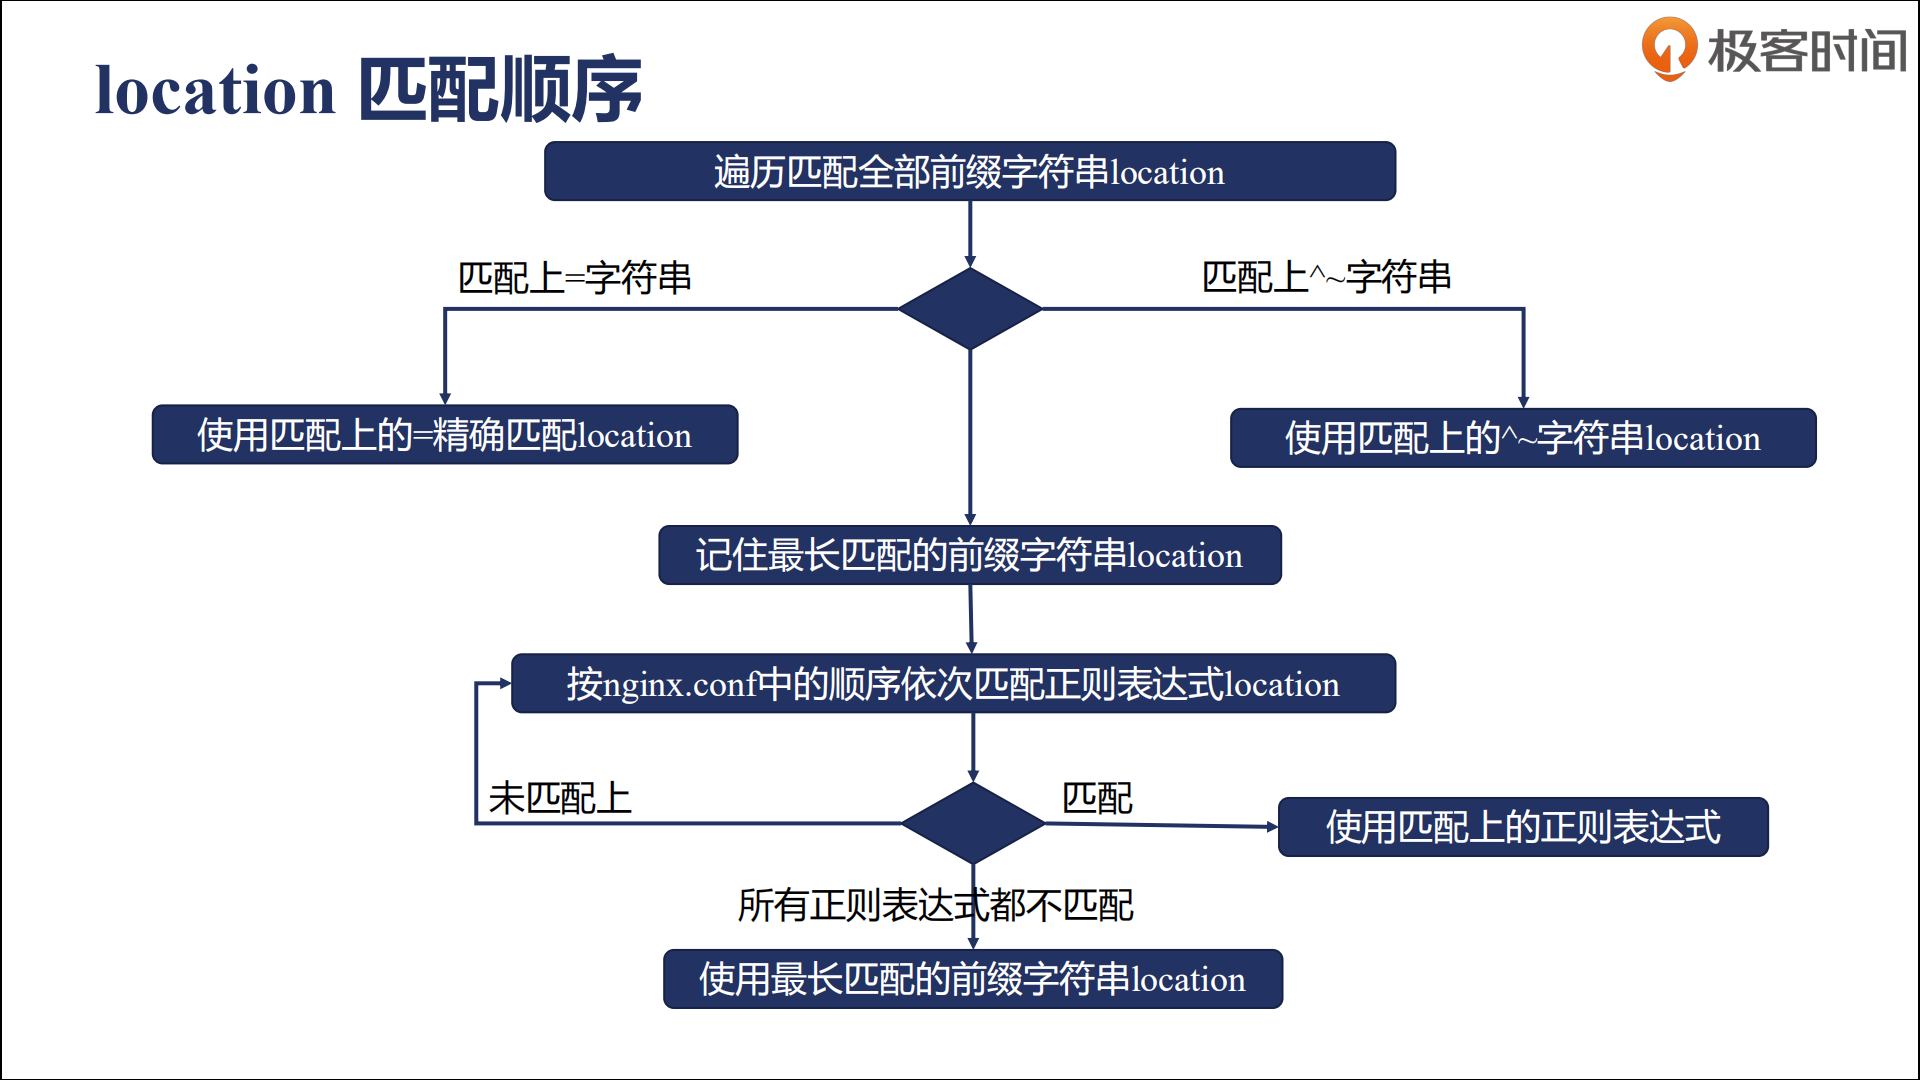 极客时间
location 匹配顺序
遍历匹配全部前缀字符串location
匹配上=字符串
匹配上^~字符串
使用匹配上的=精确匹配location
使用匹配上的^~字符串location
记住最长匹配的前缀字符串location
按nginx.conf中的顺序依次匹配正则表达式location
未匹配上
匹配
使用匹配上的正则表达式
所有正则表达式都不匹配
使用最长匹配的前缀字符串location